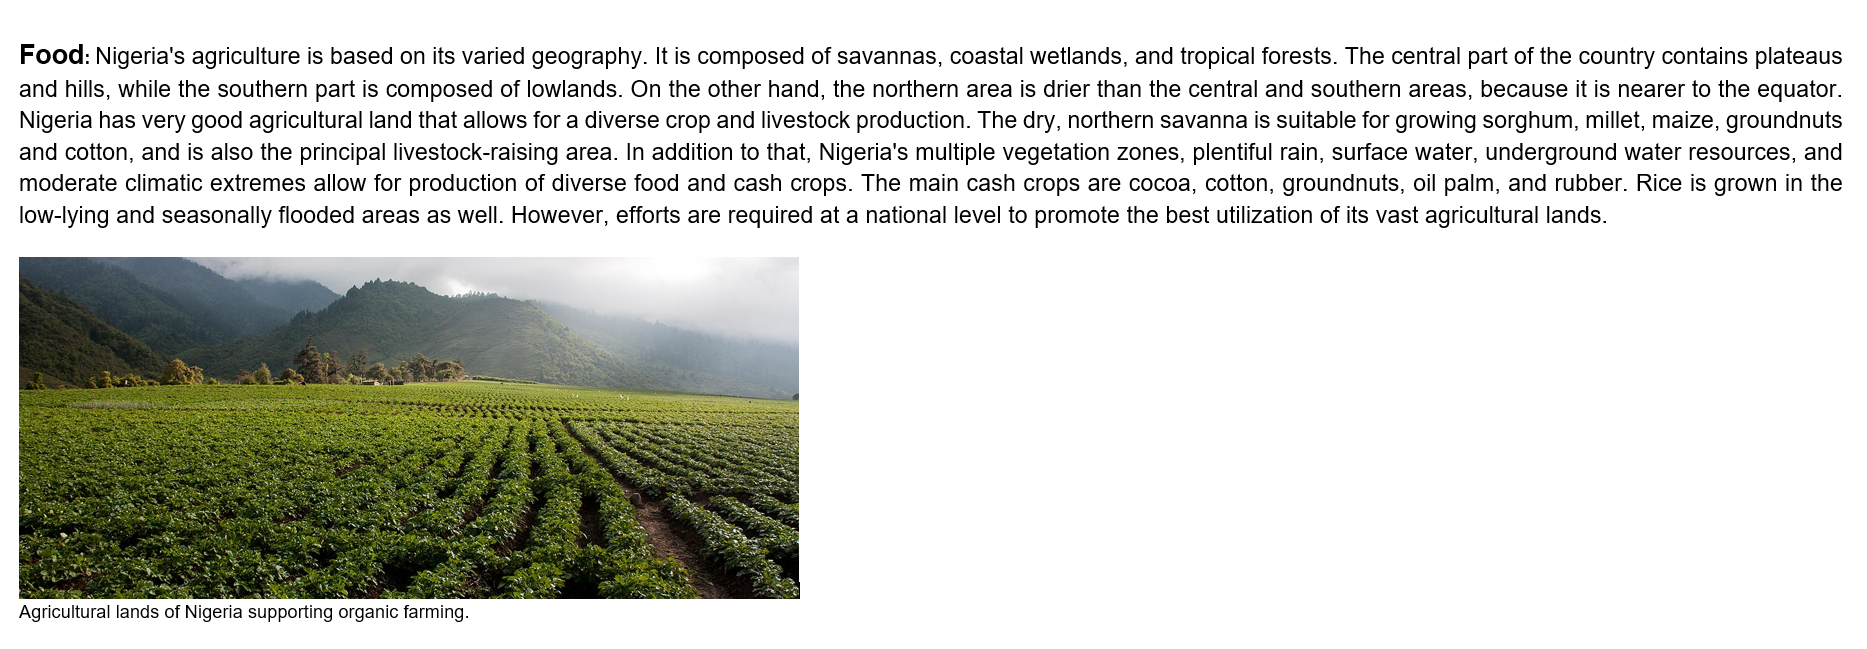 Food: Nigeria's agriculture is based on its varied geography. It is composed of savannas, coastal wetlands, and tropical forests. The central part of the country contains plateaus
and hills, while the southern part is composed of lowlands. On the other hand, the northern area is drier than the central and southern areas, because it is nearer to the equator.
Nigeria has very good agricultural land that allows for a diverse crop and livestock production. The dry, northern savanna is suitable for growing sorghum, millet, maize, groundnuts
and cotton, and is also the principal livestock-raising area. In addition to that, Nigeria's multiple vegetation zones, plentiful rain, surface water, underground water resources, and
moderate climatic extremes allow for production of diverse food and cash crops. The main cash crops are cocoa, cotton, groundnuts, oil palm, and rubber. Rice is grown in the
low-lying and seasonally flooded areas as well. However, efforts are required at a national level to promote the best utilization of its vast agricultural lands.
Agricultural lands of Nigeria supporting organic farming.